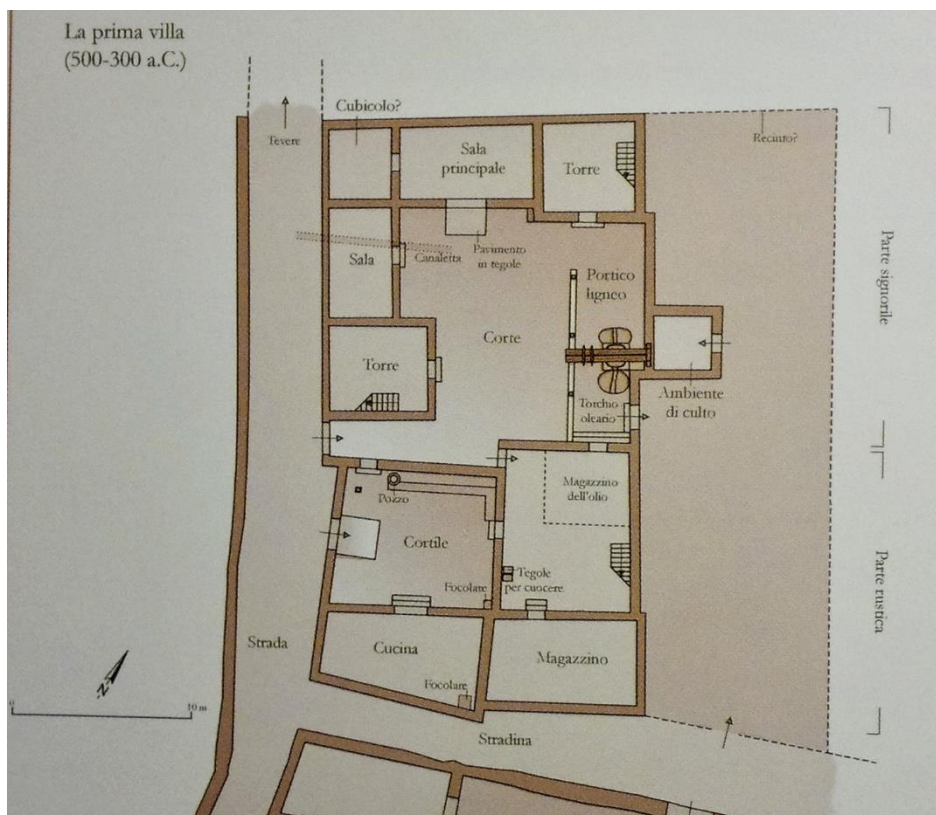 La prima villa
(500-300 a.C.)
Cubicolo?
Tevere
Sala
principale
Torre
Recinto?
Parte signorile
Sala
Canaletta
Pavimento
in tegole
Portico
ligneo
Corte
Torre
Torchio
oleario
Ambiente
di culto
Magazzino
dell'olio
Pozzo
Cortile
Focolare
Tegole
per cuocere
Parte rustica
Strada
Cucina
Magazzino
Focolare
N
0
10 m
Stradina